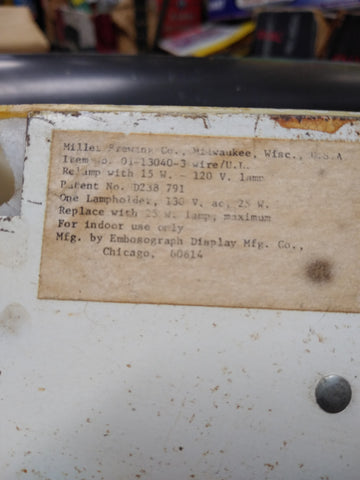 Miller Brewing Co., Milwaukee, Wisc., U.S.A.
Item No. 01-13040-3 wire/U.L.
Relamp with 15 W. - 120 V. lamp
Patent No. D238 791
One Lampholder, 130 V. ac, 25 W.
Replace with 25 W. lamp, maximum
For indoor use only
Mfg. by Embosograph Display Mfg. Co.,
Chicago, 60614